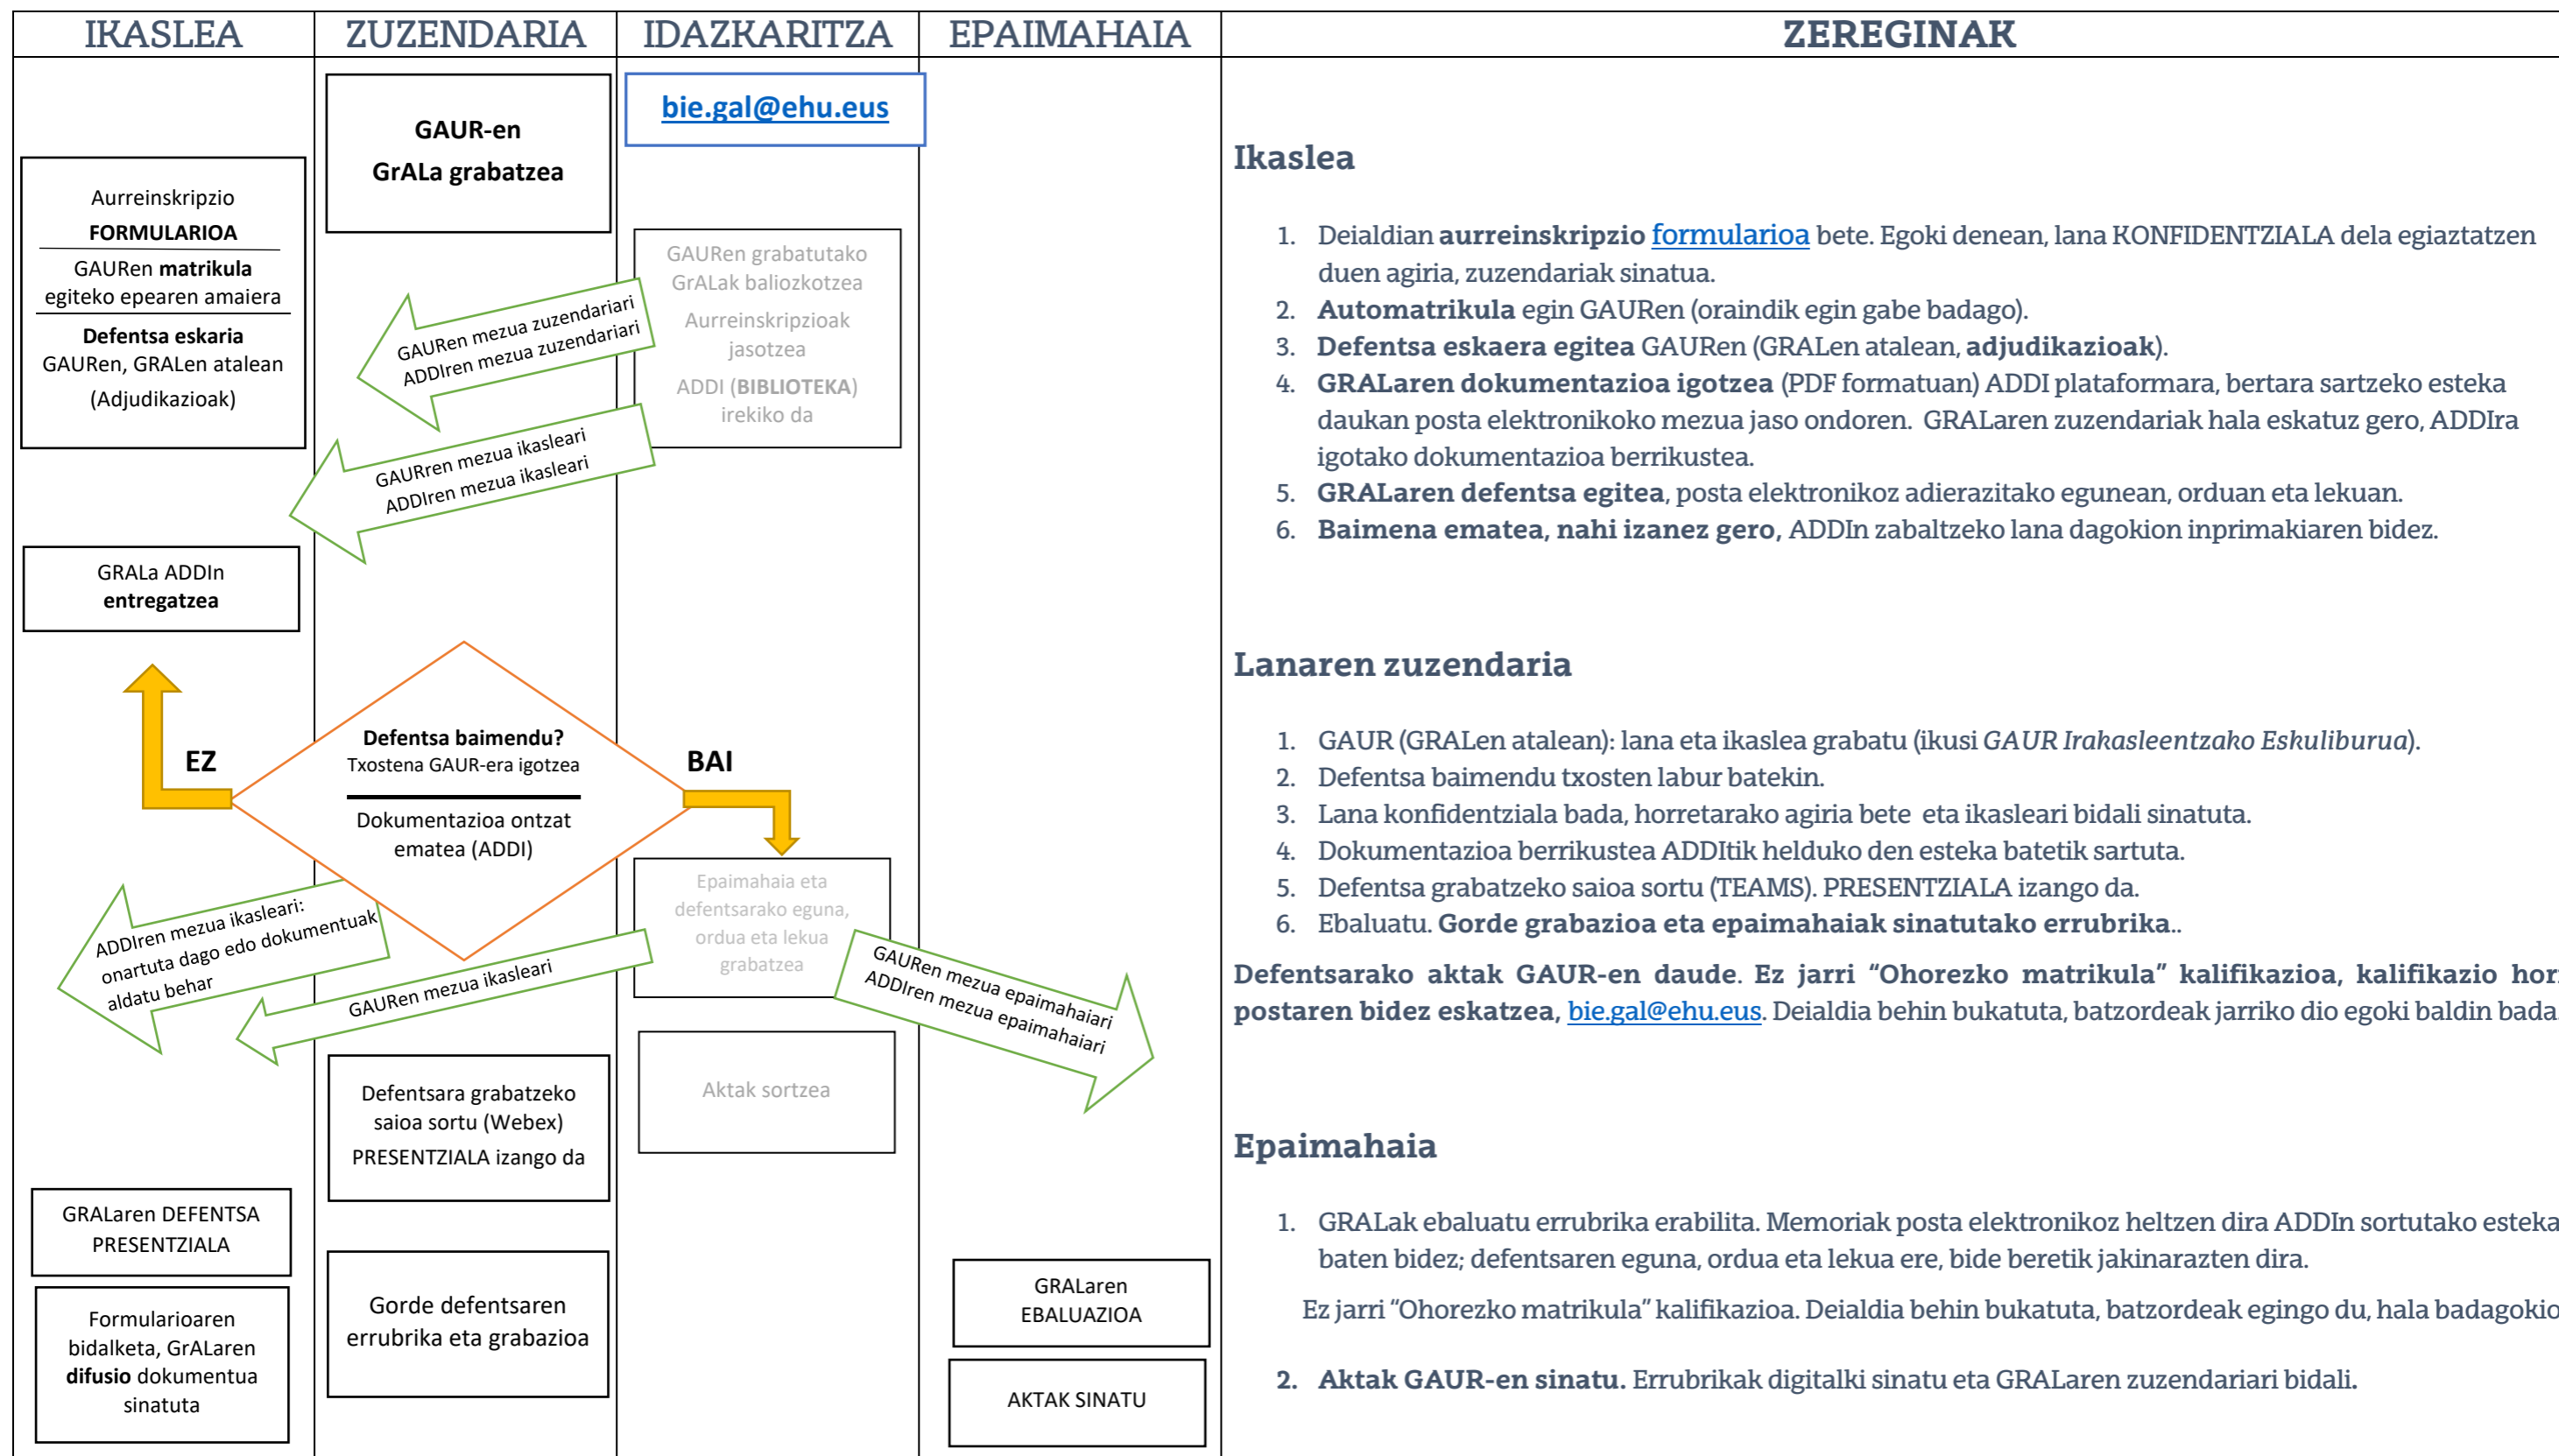 IKASLEA
ZUZENDARIA
IDAZKARITZA
EPAIMAHAIA
ZEREGINAK
Aurreinskripzio
FORMULARIOA
GAURen matrikula
egiteko epearen amaiera
Defentsa eskaria
GAURen, GRALen atalean
(Adjudikazioak)
GAUR-en
GrALa grabatzea
bie.gal@ehu.eus
GAURen grabatutako
GrALak baliozkotzea
Aurreinskripzioak
jasotzea
ADDI (BIBLIOTEKA)
irekiko da
GAURen mezua zuzendariari
ADDIren mezua zuzendariari
GAURren mezua ikasleari
ADDIren mezua ikasleari
GRALa ADDIn
entregatzea
EZ
Defentsa baimendu?
Txostena GAUR-era igotzea
Dokumentazioa ontzat
ematea (ADDI)
BAI
ADDIren mezua ikasleari:
onartuta dago edo dokumentuak
aldatu behar
GAURen mezua ikasleari
Epaimahaia eta
defentsarako eguna,
ordua eta lekua
grabatzea
GAURen mezua epaimahaiari
ADDIren mezua epaimahaiari
Defentsara grabatzeko
saioa sortu (Webex)
PRESENTZIALA izango da
Aktak sortzea
GRALaren DEFENTSA
PRESENTZIALA
Formularioaren
bidalketa, GrALaren
difusio dokumentua
sinatuta
Gorde defentsaren
errubrika eta grabazioa
GRALaren
EBALUAZIOA
AKTAK SINATU
Ikaslea
1. Deialdian aurreinskripzio formularioa bete. Egoki denean, lana KONFIDENTZIALA dela egiaztatzen
duen agiria, zuzendariak sinatua.
2. Automatrikula egin GAURen (oraindik egin gabe badago).
3. Defentsa eskaera egitea GAURen (GRALen atalean, adjudikazioak).
4. GRALaren dokumentazioa igotzea (PDF formatuan) ADDI plataformara, bertara sartzeko esteka
daukan posta elektronikoko mezua jaso ondoren. GRALaren zuzendariak hala eskatuz gero, ADDIra
igotako dokumentazioa berrikustea.
5. GRALaren defentsa egitea, posta elektronikoz adierazitako egunean, orduan eta lekuan.
6. Baimena ematea, nahi izanez gero, ADDIn zabaltzeko lana dagokion inprimakiaren bidez.
Lanaren zuzendaria
1. GAUR (GRALen atalean): lana eta ikaslea grabatu (ikusi GAUR Irakasleentzako Eskuliburua).
2. Defentsa baimendu txosten labur batekin.
3. Lana konfidentziala bada, horretarako agiria bete eta ikasleari bidali sinatuta.
4. Dokumentazioa berrikustea ADDItik helduko den esteka batetik sartuta.
5. Defentsa grabatzeko saioa sortu (TEAMS). PRESENTZIALA izango da.
6. Ebaluatu. Gorde grabazioa eta epaimahaiak sinatutako errubrika..
Defentsarako aktak GAUR-en daude. Ez jarri “Ohorezko matrikula” kalifikazioa, kalifikazio horr
postaren bidez eskatzea, bie.gal@ehu.eus. Deialdia behin bukatuta, batzordeak jarriko dio egoki baldin bada.
Epaimahaia
1. GRALak ebaluatu errubrika erabilita. Memoriak posta elektronikoz heltzen dira ADDIn sortutako esteka
baten bidez; defentsaren eguna, ordua eta lekua ere, bide beretik jakinarazten dira.
Ez jarri “Ohorezko matrikula” kalifikazioa. Deialdia behin bukatuta, batzordeak egingo du, hala badagokio
2. Aktak GAUR-en sinatu. Errubrikak digitalki sinatu eta GRALaren zuzendariari bidali.